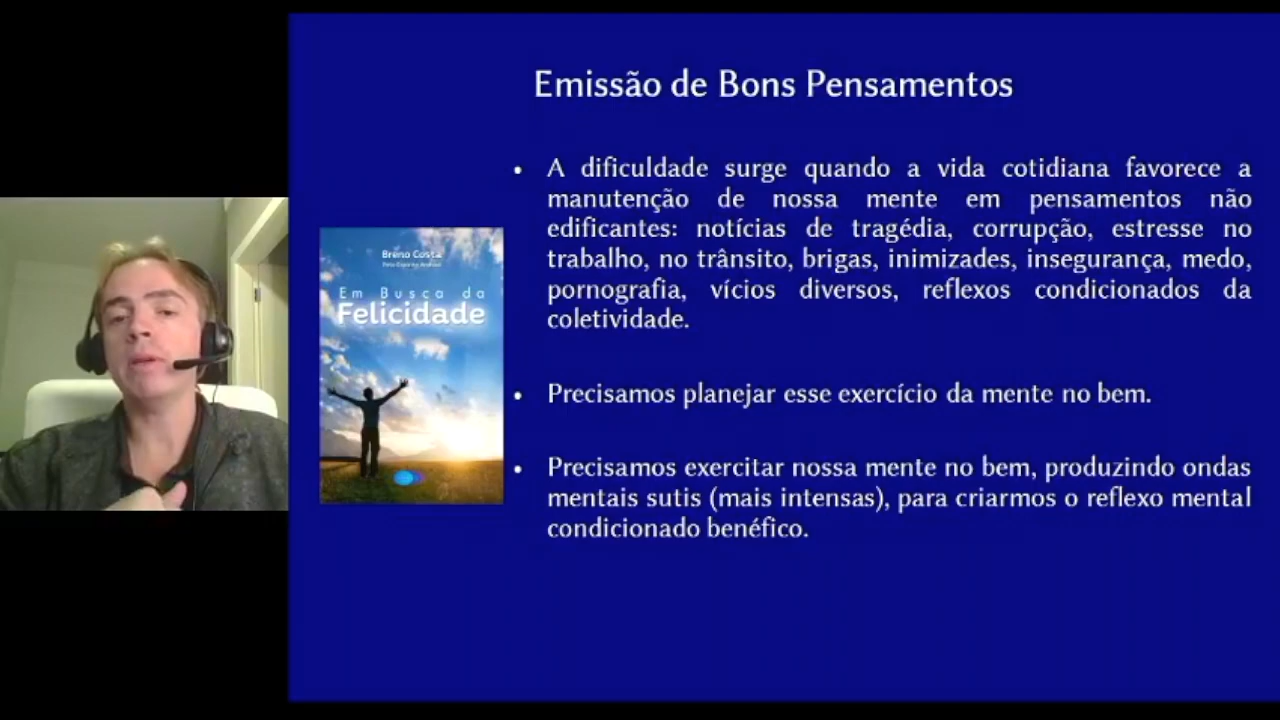 Emissão de Bons Pensamentos
• A dificuldade surge quando a vida cotidiana favorece a
manutenção de nossa mente em pensamentos não
edificantes: notícias de tragédia, corrupção, estresse no
trabalho, no trânsito, brigas, inimizades, insegurança, medo,
pornografia, vícios diversos, reflexos condicionados da
coletividade.
• Precisamos planejar esse exercício da mente no bem.
• Precisamos exercitar nossa mente no bem, produzindo ondas
mentais sutis (mais intensas), para criarmos o reflexo mental
condicionado benéfico.
Breno Costa
Pelo Espírito
Em Busca da
Felicidade